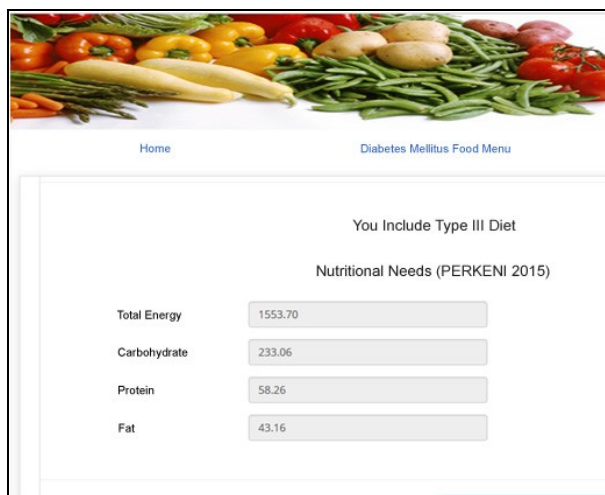 Home Diabetes Mellitus Food Menu
You Include Type III Diet
Nutritional Needs (PERKENI 2015)
Total Energy 1553.70
Carbohydrate 233.06
Protein 58.26
Fat 43.16